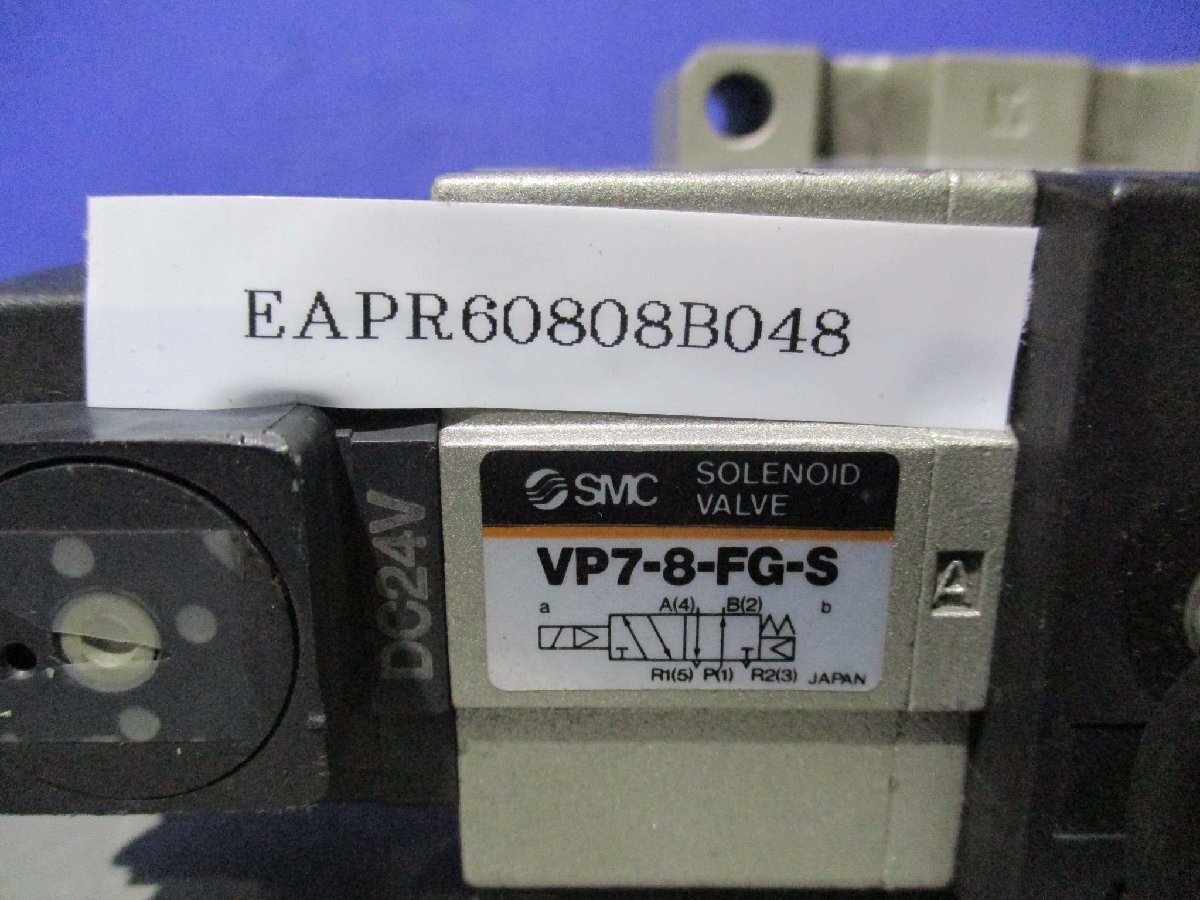 EAPR60808B048
DC24V
SMC SOLENOID VALVE
VP7-8-FG-S
a A(4) B(2) b
R1(5) P(1) R2(3) JAPAN
A